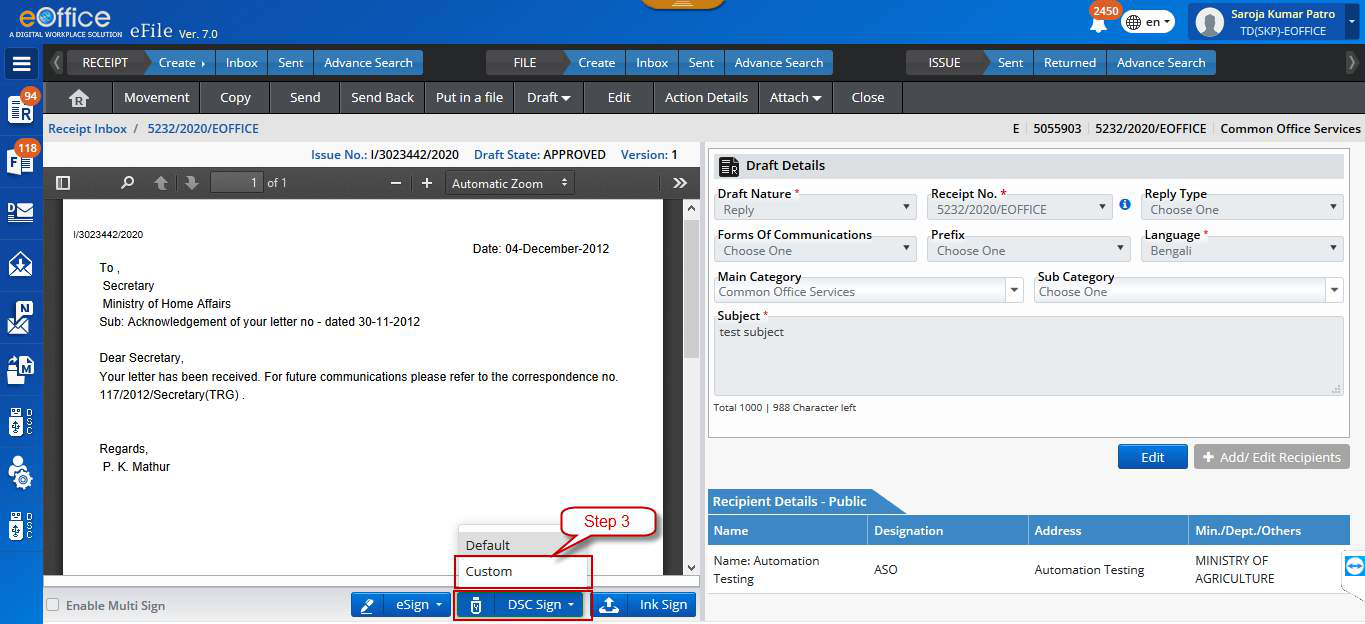 eOffice
A DIGITAL WORKPLACE SOLUTION
eFile Ver. 7.0
2450
en
Saroja Kumar Patro
TD(SKP)-EOFFICE
RECEIPT Create Inbox Sent Advance Search
FILE Create Inbox Sent Advance Search
ISSUE Sent Returned Advance Search
94
R
118
F
D
N
M
DSC
DSC
R Movement Copy Send Send Back Put in a file Draft Edit Action Details Attach Close
Receipt Inbox / 5232/2020/EOFFICE
E 5055903 5232/2020/EOFFICE Common Office Services
Issue No.: I/3023442/2020 Draft State: APPROVED Version: 1
1 of 1 Automatic Zoom
I/3023442/2020
Date: 04-December-2012
To ,
Secretary
Ministry of Home Affairs
Sub: Acknowledgement of your letter no - dated 30-11-2012
Dear Secretary,
Your letter has been received. For future communications please refer to the correspondence no.
117/2012/Secretary(TRG) .
Regards,
P. K. Mathur
Step 3
Default
Custom
Enable Multi Sign
eSign DSC Sign Ink Sign
R Draft Details
Draft Nature * Receipt No. * Reply Type
Reply 5232/2020/EOFFICE Choose One
Forms Of Communications Prefix Language *
Choose One Choose One Bengali
Main Category Sub Category
Common Office Services Choose One
Subject *
test subject
Total 1000 | 988 Character left
Edit + Add/ Edit Recipients
Recipient Details - Public
Name Designation Address Min./Dept./Others
Name: Automation Testing ASO Automation Testing MINISTRY OF AGRICULTURE